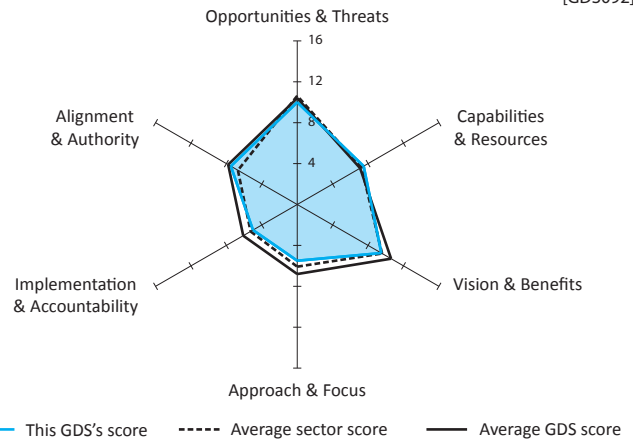 Opportunities & Threats
16
12
8
4
Capabilities
& Resources
Vision & Benefits
Approach & Focus
Implementation
& Accountability
Alignment
& Authority
This GDS's score
Average sector score
Average GDS score